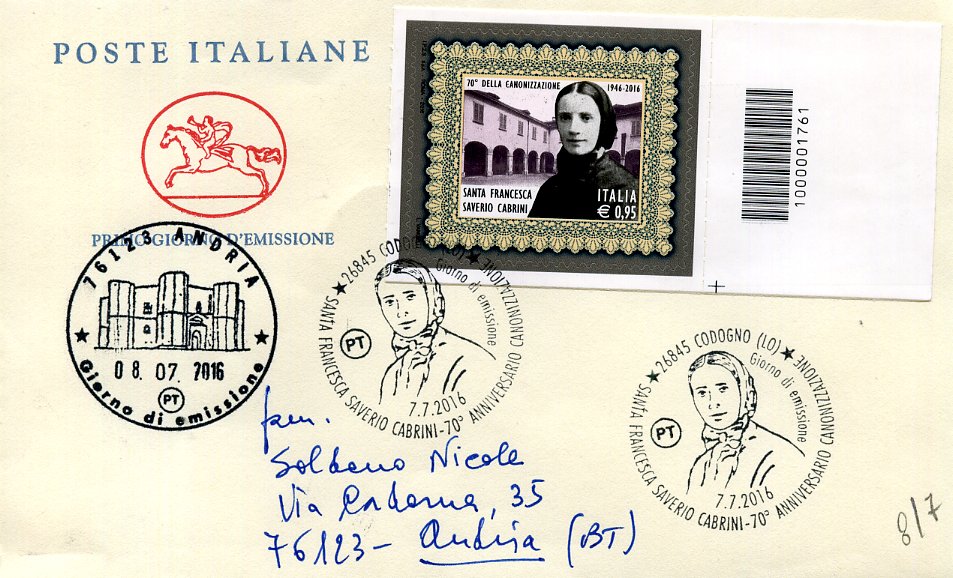 POSTE ITALIANE
PRIMO GIORNO D'EMISSIONE
70° DELLA CANONIZZAZIONE 1946-2016
SANTA FRANCESCA
SAVERIO CABRINI
ITALIA
€ 0,95
1000001761
76123 ANDRIA
08. 07. 2016
PT
Giorno di emissione
26845 CODOGNO (LO)
Giorno di emissione
PT
7.7.2016
SANTA FRANCESCA SAVERIO CABRINI-70° ANNIVERSARIO CANONIZZAZIONE
26845 CODOGNO (LO)
Giorno di emissione
PT
7.7.2016
SANTA FRANCESCA SAVERIO CABRINI-70° ANNIVERSARIO CANONIZZAZIONE
fam.
Soldano Nicola
Via Cadorna, 35
76123- Andria (BT)
8/7